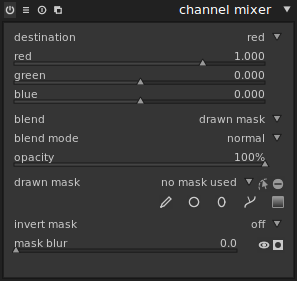 channel mixer
destination red
red 1.000
green 0.000
blue 0.000
blend drawn mask
blend mode normal
opacity 100%
drawn mask no mask used
invert mask off
mask blur 0.0